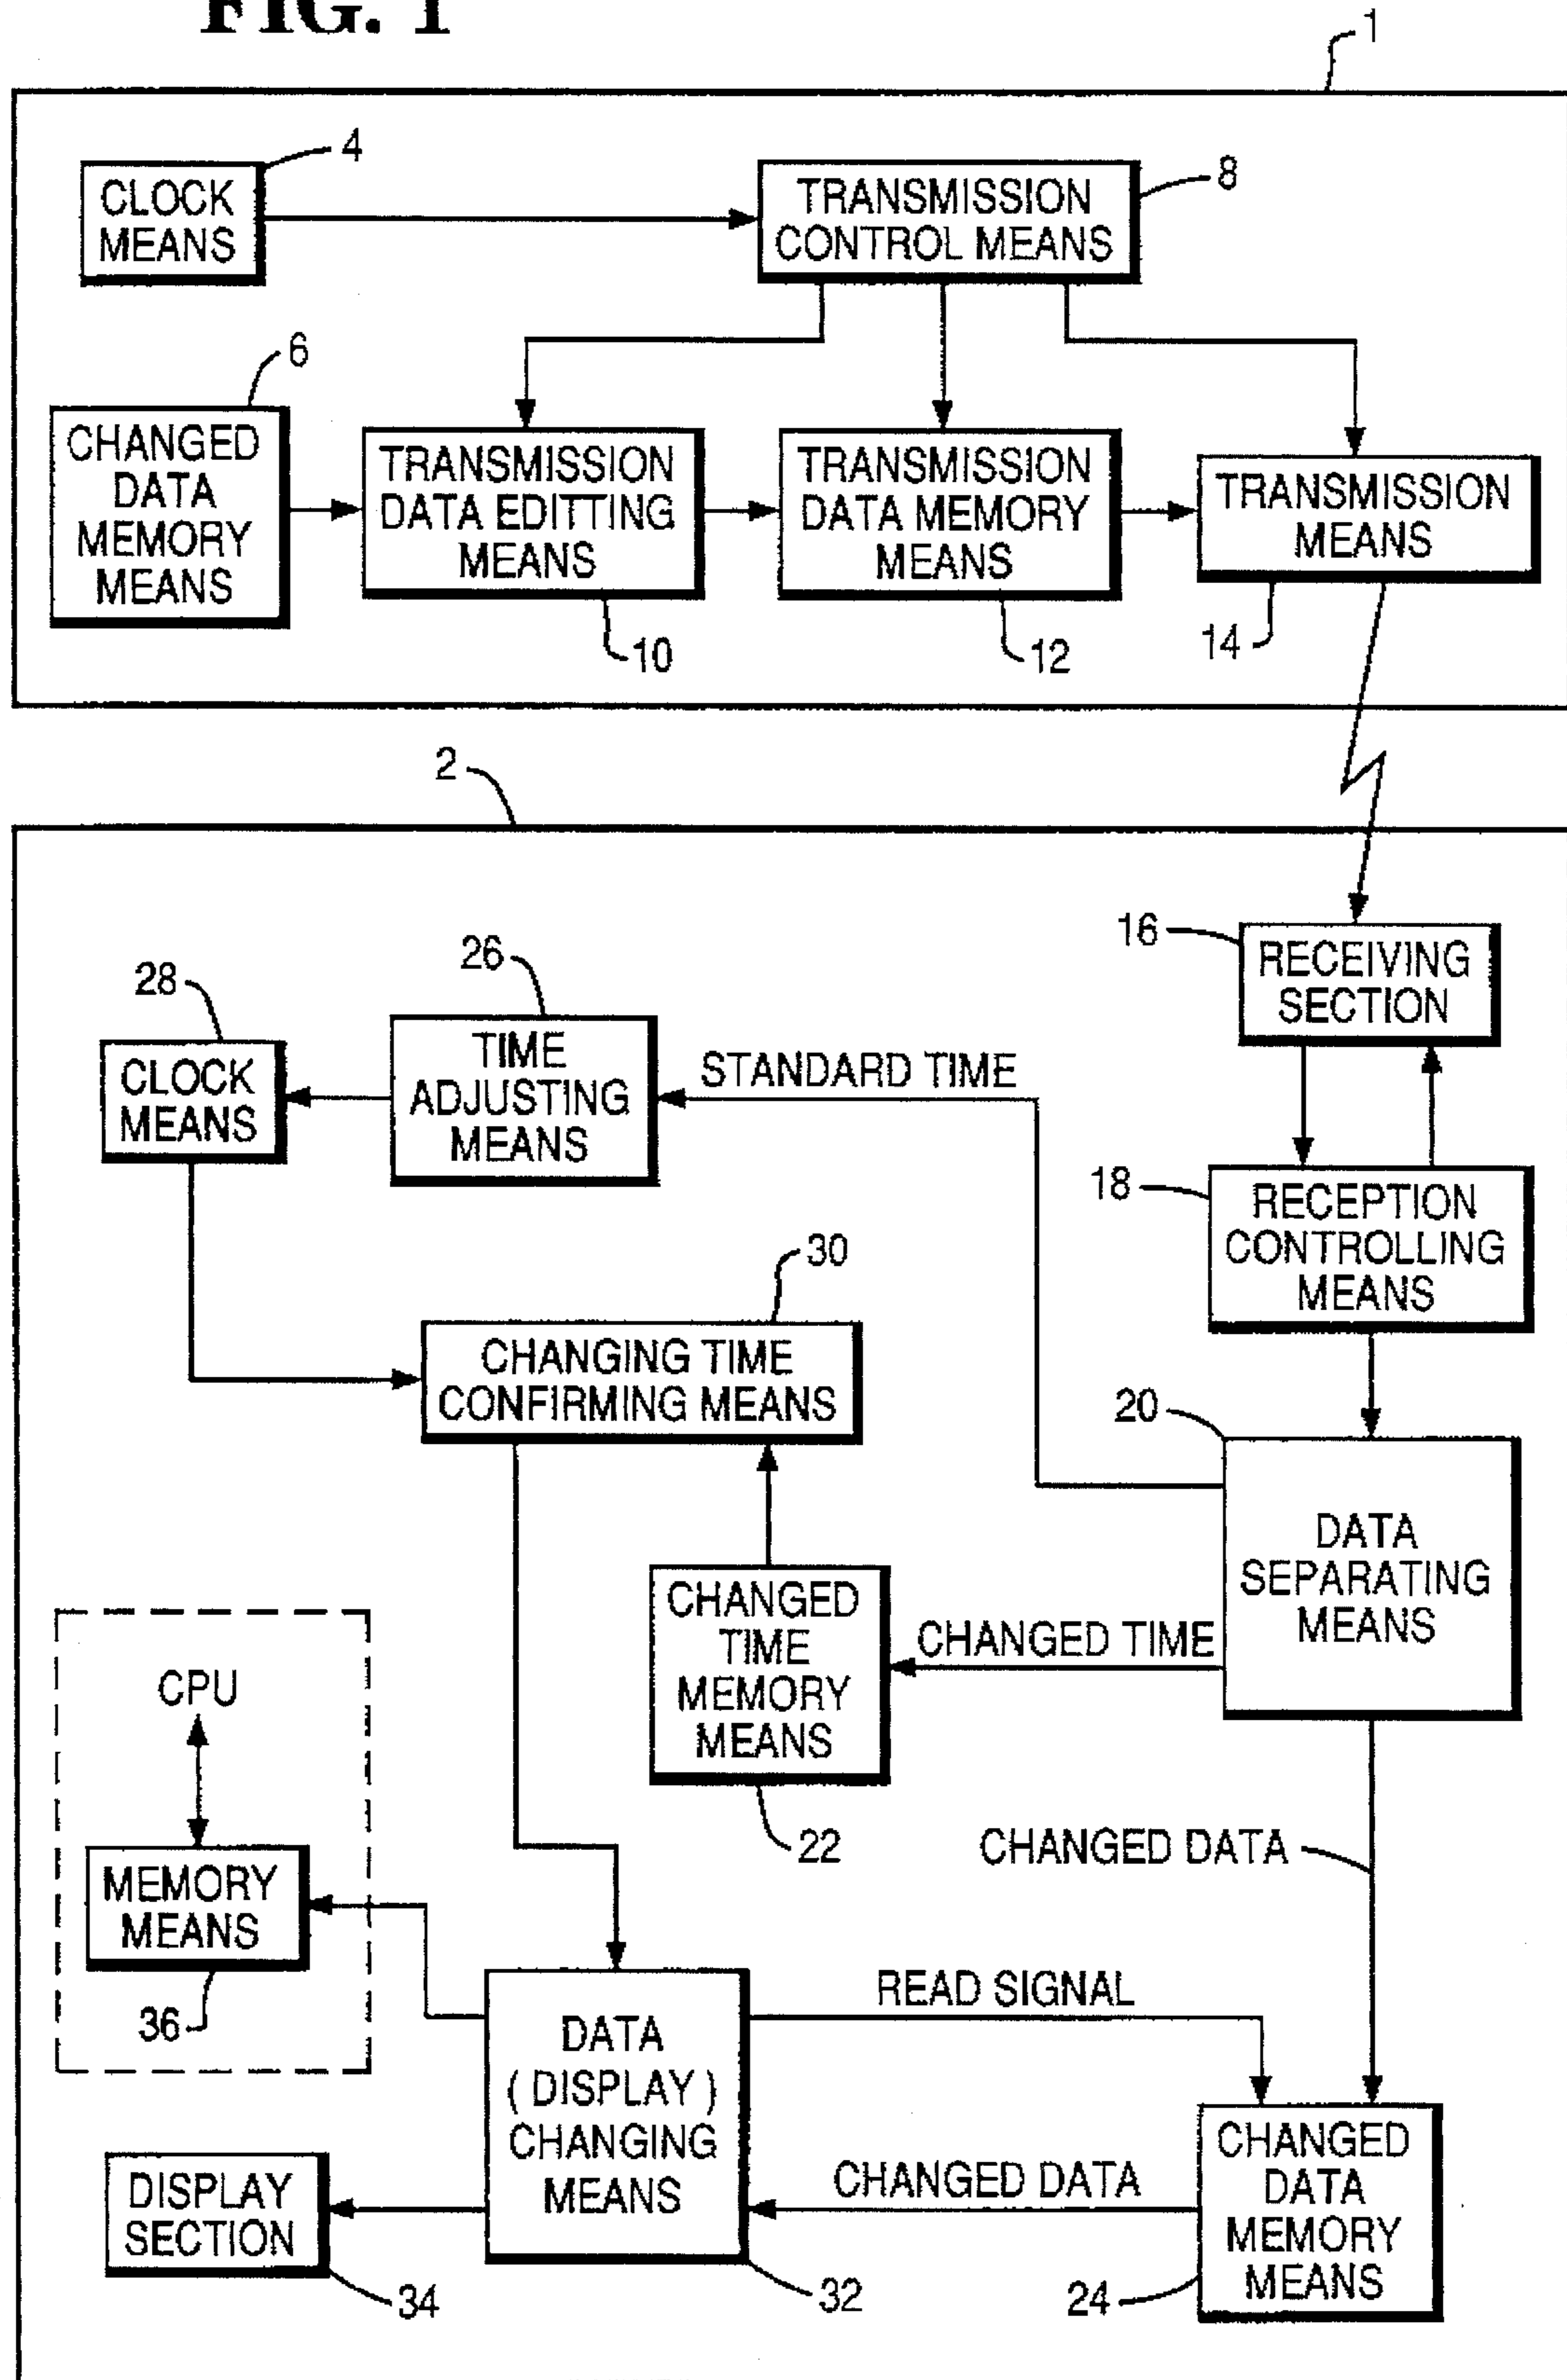 FIG. 1
1
4
CLOCK
MEANS
TRANSMISSION
CONTROL MEANS
8
6
CHANGED
DATA
MEMORY
MEANS
TRANSMISSION
DATA EDITTING
MEANS
10
TRANSMISSION
DATA MEMORY
MEANS
12
TRANSMISSION
MEANS
14
2
16
RECEIVING
SECTION
26
28
TIME
ADJUSTING
MEANS
CLOCK
MEANS
STANDARD TIME
18
RECEPTION
CONTROLLING
MEANS
30
CHANGING TIME
CONFIRMING MEANS
20
DATA
SEPARATING
MEANS
CHANGED
TIME
MEMORY
MEANS
CHANGED TIME
22
CPU
MEMORY
MEANS
36
CHANGED DATA
DATA
(DISPLAY)
CHANGING
MEANS
READ SIGNAL
CHANGED DATA
CHANGED
DATA
MEMORY
MEANS
DISPLAY
SECTION
34
32
24